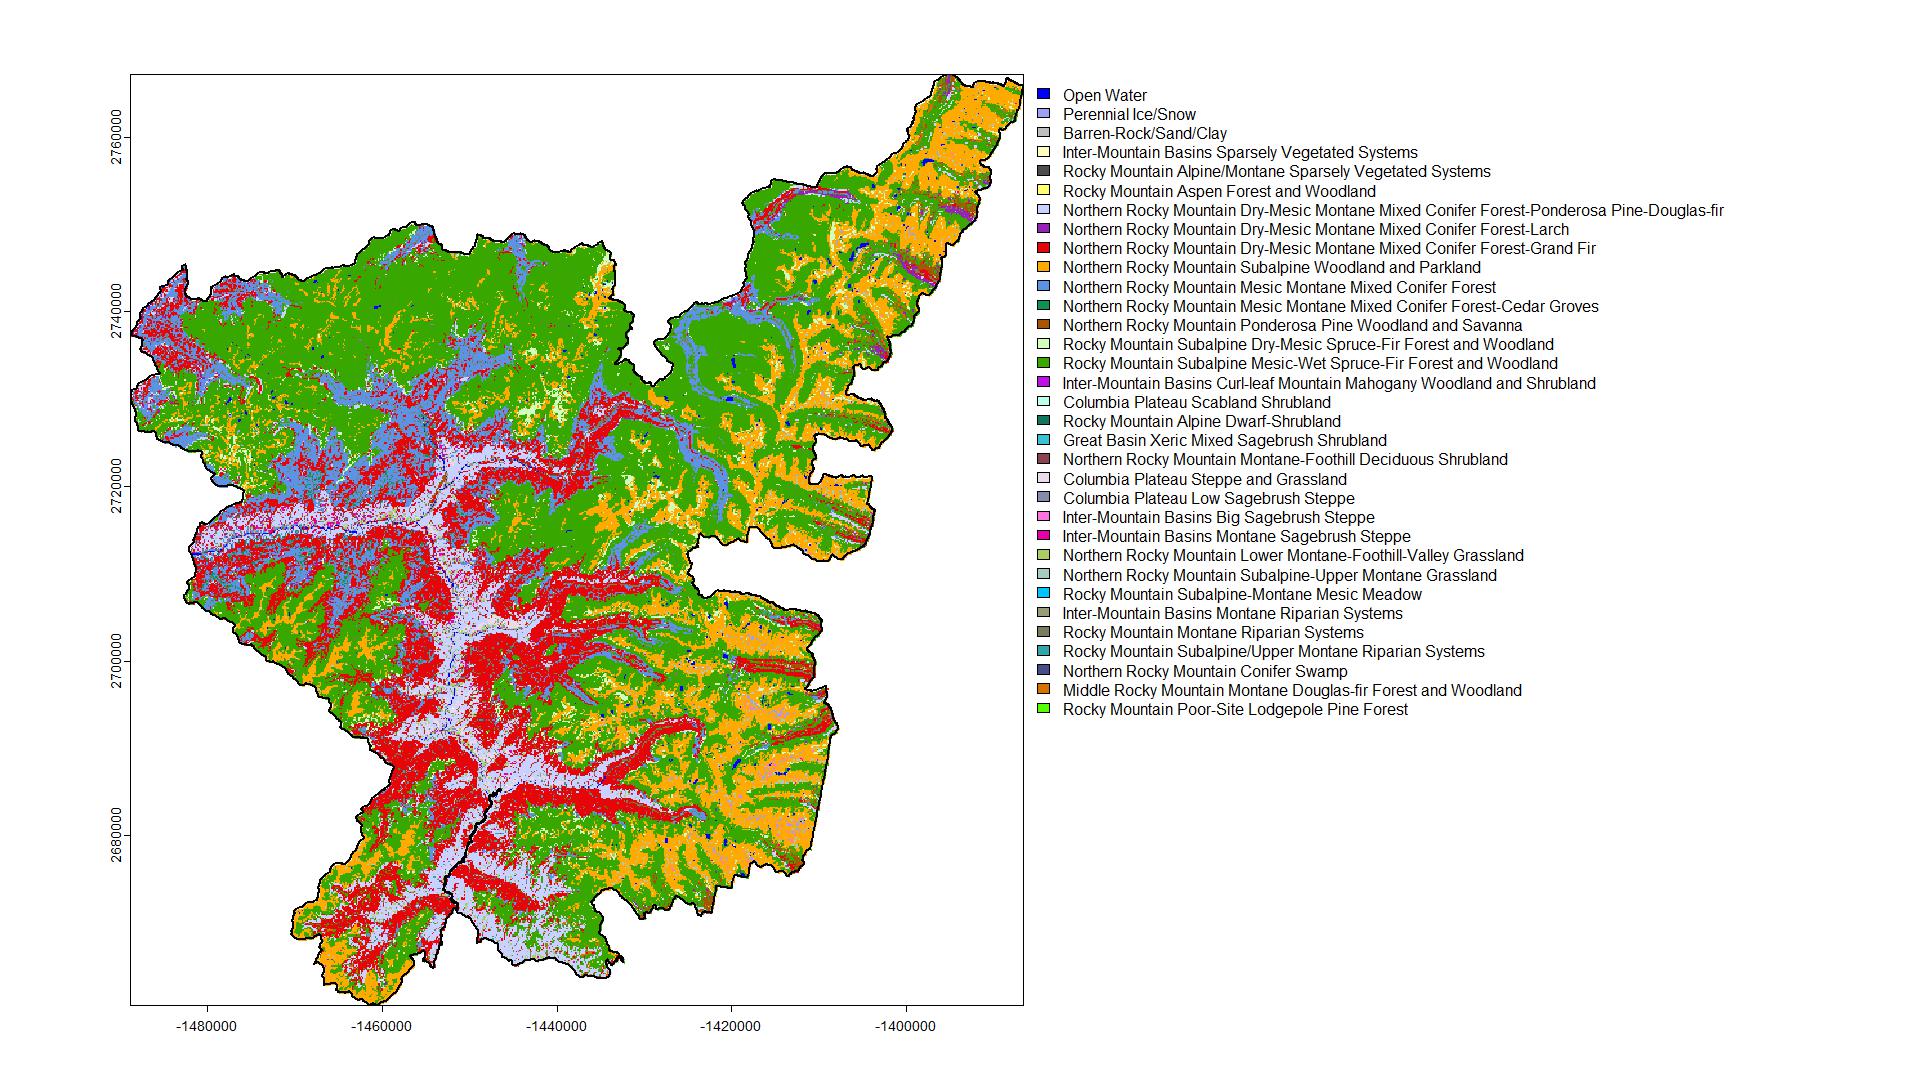 Open Water
Perennial Ice/Snow
Barren-Rock/Sand/Clay
Inter-Mountain Basins Sparsely Vegetated Systems
Rocky Mountain Alpine/Montane Sparsely Vegetated Systems
Rocky Mountain Aspen Forest and Woodland
Northern Rocky Mountain Dry-Mesic Montane Mixed Conifer Forest-Ponderosa Pine-Douglas-fir
Northern Rocky Mountain Dry-Mesic Montane Mixed Conifer Forest-Larch
Northern Rocky Mountain Dry-Mesic Montane Mixed Conifer Forest-Grand Fir
Northern Rocky Mountain Subalpine Woodland and Parkland
Northern Rocky Mountain Mesic Montane Mixed Conifer Forest
Northern Rocky Mountain Mesic Montane Mixed Conifer Forest-Cedar Groves
Northern Rocky Mountain Ponderosa Pine Woodland and Savanna
Rocky Mountain Subalpine Dry-Mesic Spruce-Fir Forest and Woodland
Rocky Mountain Subalpine Mesic-Wet Spruce-Fir Forest and Woodland
Inter-Mountain Basins Curl-leaf Mountain Mahogany Woodland and Shrubland
Columbia Plateau Scabland Shrubland
Rocky Mountain Alpine Dwarf-Shrubland
Great Basin Xeric Mixed Sagebrush Shrubland
Northern Rocky Mountain Montane-Foothill Deciduous Shrubland
Columbia Plateau Steppe and Grassland
Columbia Plateau Low Sagebrush Steppe
Inter-Mountain Basins Big Sagebrush Steppe
Inter-Mountain Basins Montane Sagebrush Steppe
Northern Rocky Mountain Lower Montane-Foothill-Valley Grassland
Northern Rocky Mountain Subalpine-Upper Montane Grassland
Rocky Mountain Subalpine-Montane Mesic Meadow
Inter-Mountain Basins Montane Riparian Systems
Rocky Mountain Montane Riparian Systems
Rocky Mountain Subalpine/Upper Montane Riparian Systems
Northern Rocky Mountain Conifer Swamp
Middle Rocky Mountain Montane Douglas-fir Forest and Woodland
Rocky Mountain Poor-Site Lodgepole Pine Forest
2760000
2740000
2720000
2700000
2680000
-1480000
-1460000
-1440000
-1420000
-1400000